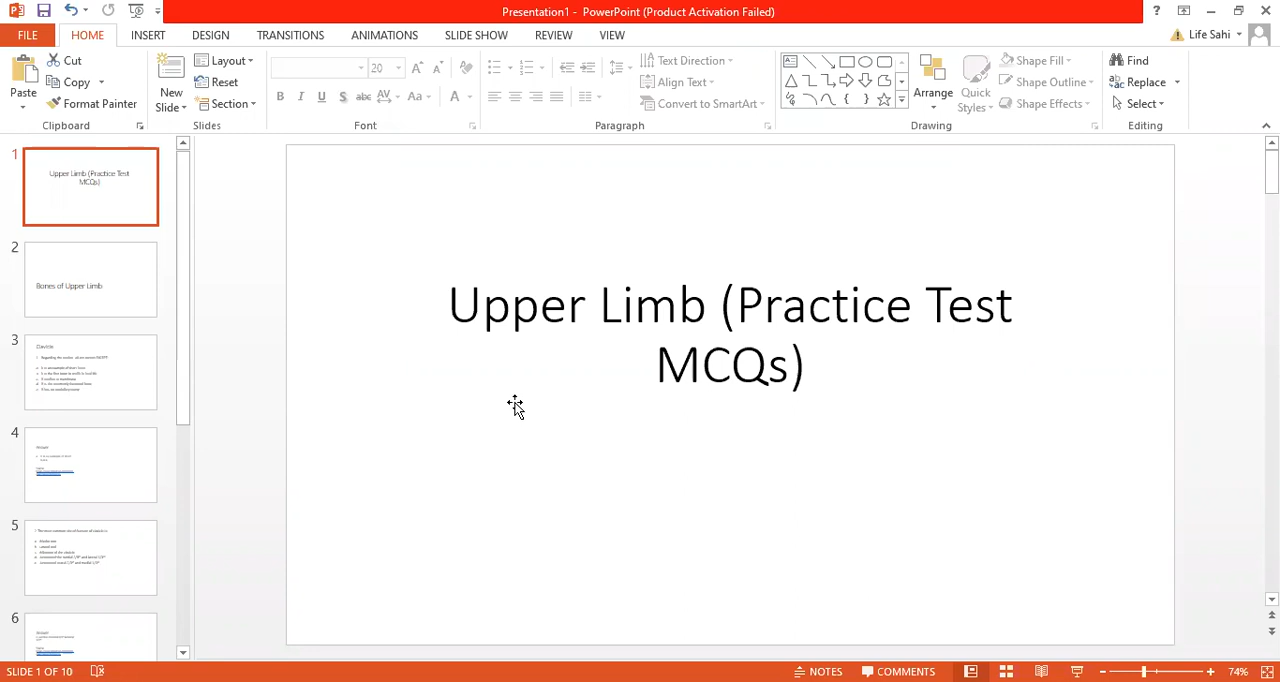 Presentation1 - PowerPoint (Product Activation Failed)
FILE HOME INSERT DESIGN TRANSITIONS ANIMATIONS SLIDE SHOW REVIEW VIEW Life Sahi
Paste
Cut
Copy
Format Painter
Clipboard
New
Slide
Layout
Reset
Section
Slides
20
Font
Text Direction
Align Text
Convert to SmartArt
Paragraph
Arrange
Quick
Styles
Shape Fill
Shape Outline
Shape Effects
Drawing
Find
Replace
Select
Editing
1
Upper Limb (Practice Test
MCQs)
2
Bones of Upper Limb
3
4
5
6
Upper Limb (Practice Test
MCQs)
SLIDE 1 OF 10 NOTES COMMENTS 74%